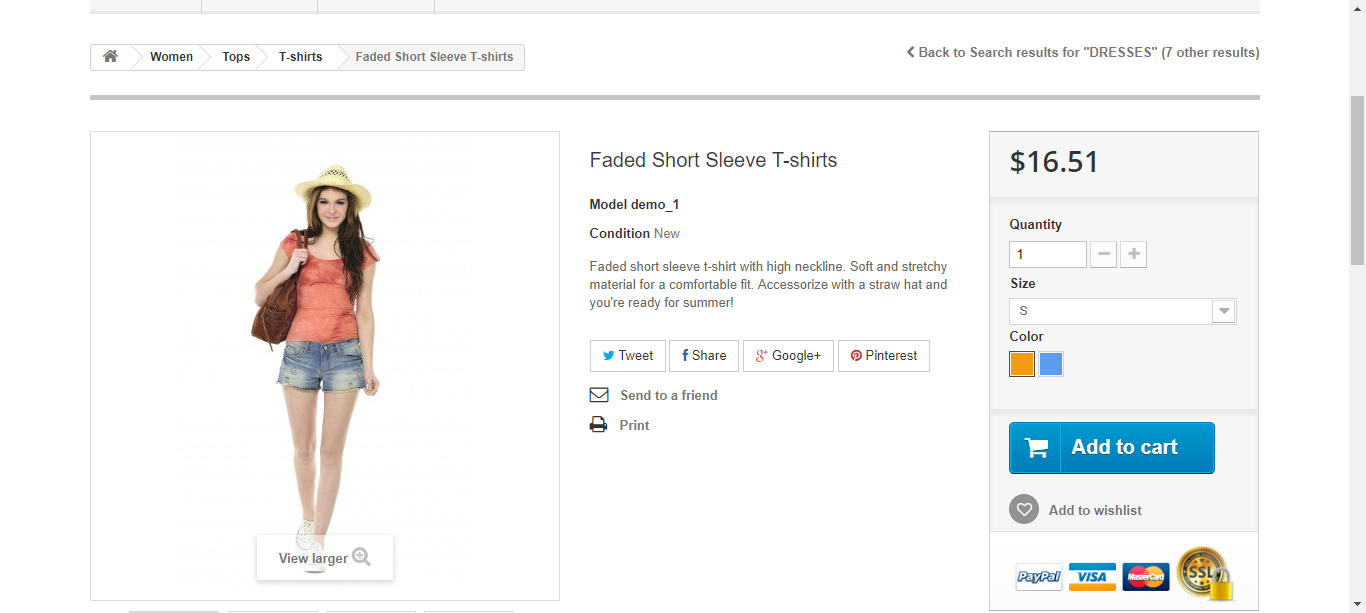 Women
Tops
T-shirts
Faded Short Sleeve T-shirts
Back to Search results for "DRESSES" (7 other results)
View larger
Faded Short Sleeve T-shirts
Model demo_1
Condition New
Faded short sleeve t-shirt with high neckline. Soft and stretchy
material for a comfortable fit. Accessorize with a straw hat and
you're ready for summer!
Tweet
Share
Google+
Pinterest
Send to a friend
Print
$16.51
Quantity
1
Size
S
Color
Add to cart
Add to wishlist
PayPal
VISA
MasterCard
SSL